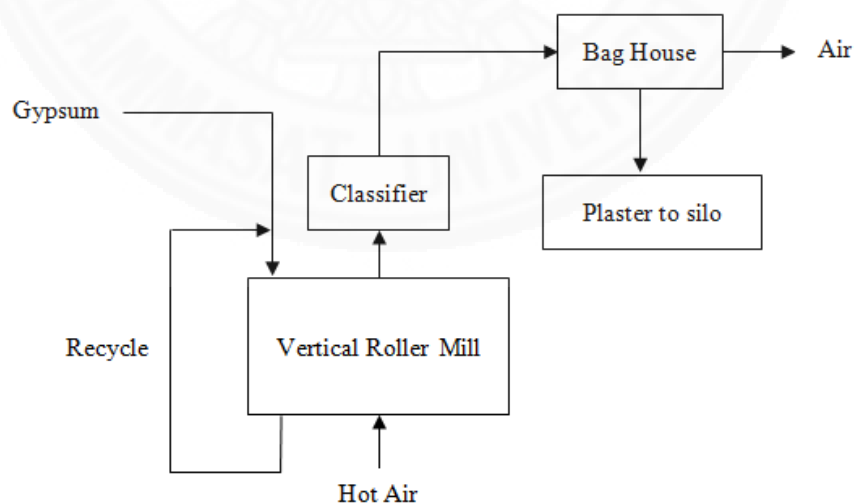 Bag House
Air
Gypsum
Classifier
Plaster to silo
Recycle
Vertical Roller Mill
Hot Air